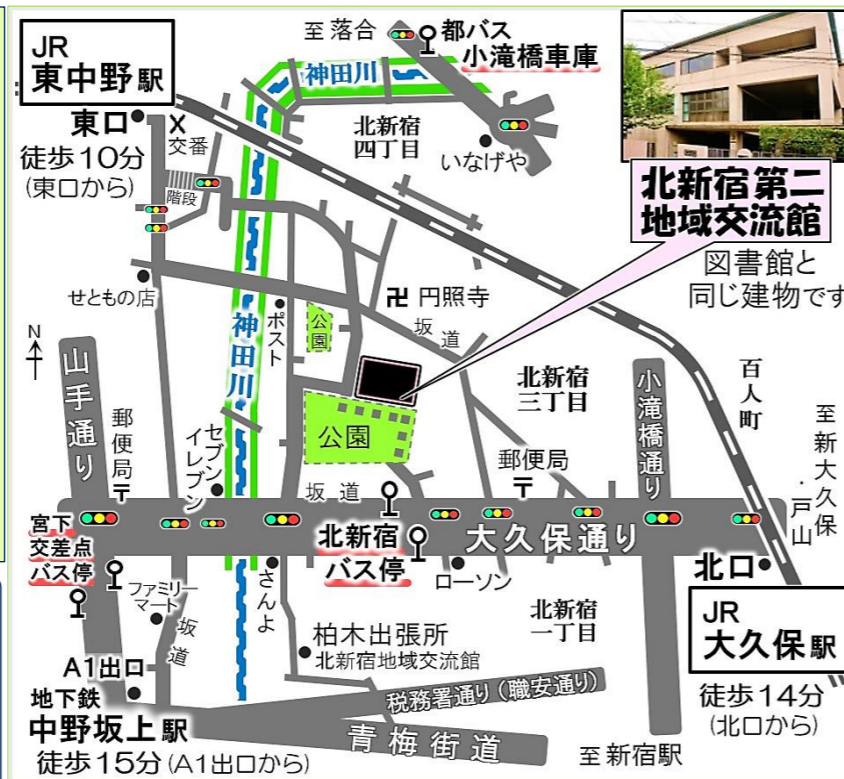 JR
東中野駅
東口
徒歩10分
(東口から)
X
交番
階段
せともの店
至 落合
都バス
小滝橋車庫
神田川
北新宿
四丁目
いなげや
北新宿第二
地域交流館
図書館と
同じ建物です
卍 円照寺
坂道
ポスト
公園
神田川
N
山手通り
郵便局
〒
セブン
イレブン
公園
坂道
北新宿
三丁目
郵便局
〒
小滝橋通り
百人町
至 新大久保
・戸山
宮下
交差点
バス停
北新宿
バス停
大久保通り
ローソン
北口
JR
大久保駅
徒歩14分
(北口から)
ファミリー
マート
坂道
さんよ
北新宿
一丁目
柏木出張所
北新宿地域交流館
A1出口
地下鉄
中野坂上駅
徒歩15分(A1出口から)
税務署通り(職安通り)
青梅街道
至 新宿駅